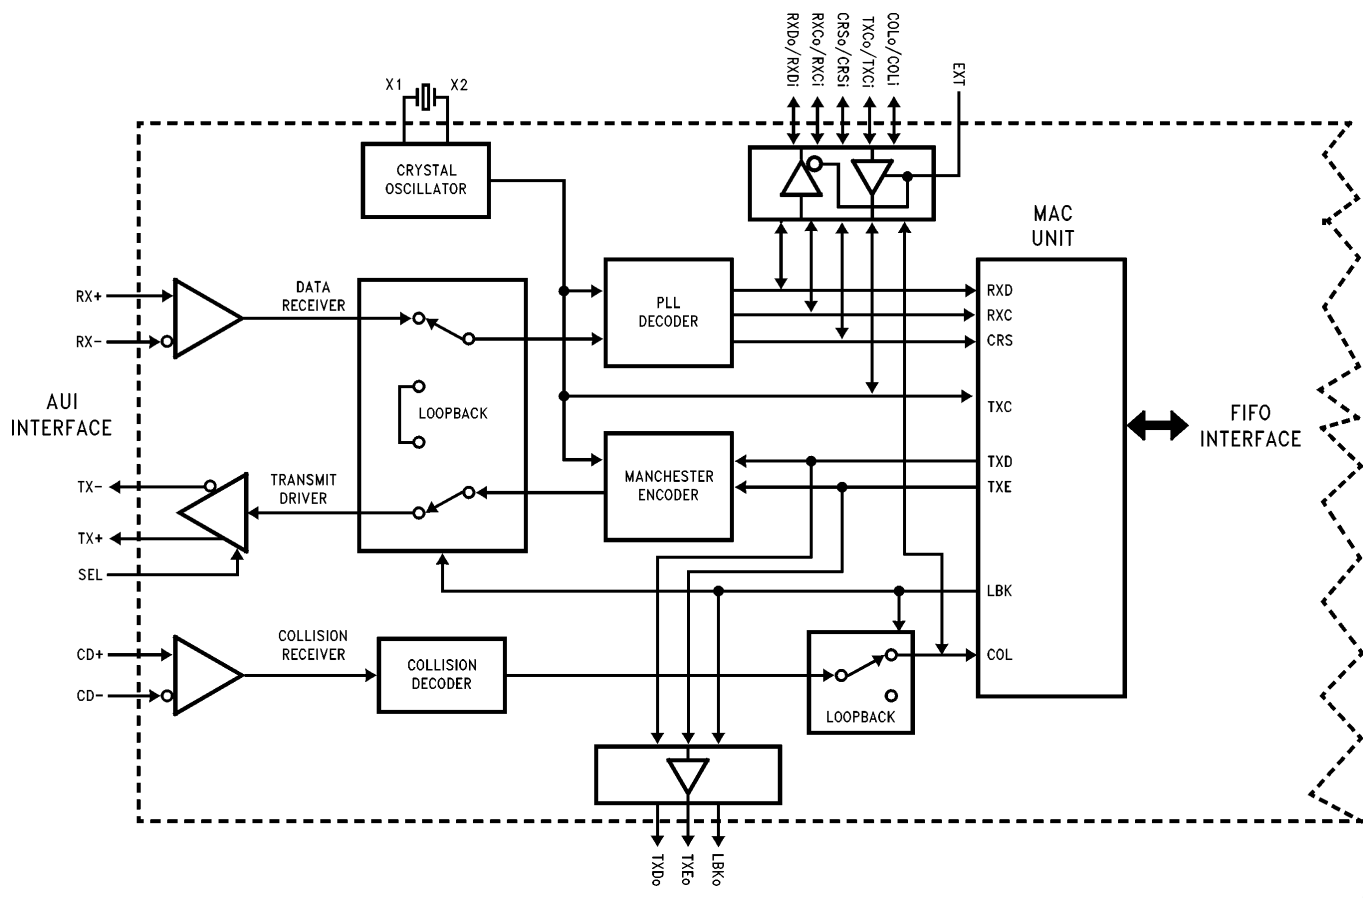 RXDo/RXDi
RXCo/RXCi
CRSo/CRSi
TXCo/TXCi
COLo/COLi
EXT
X1
X2
CRYSTAL
OSCILLATOR
MAC
UNIT
RX+
RX-
DATA
RECEIVER
PLL
DECODER
RXD
RXC
CRS
TXC
TXD
TXE
LBK
COL
AUI
INTERFACE
LOOPBACK
FIFO
INTERFACE
TX-
TX+
SEL
TRANSMIT
DRIVER
MANCHESTER
ENCODER
CD+
CD-
COLLISION
RECEIVER
COLLISION
DECODER
LOOPBACK
TXDo
TXEo
LBKo